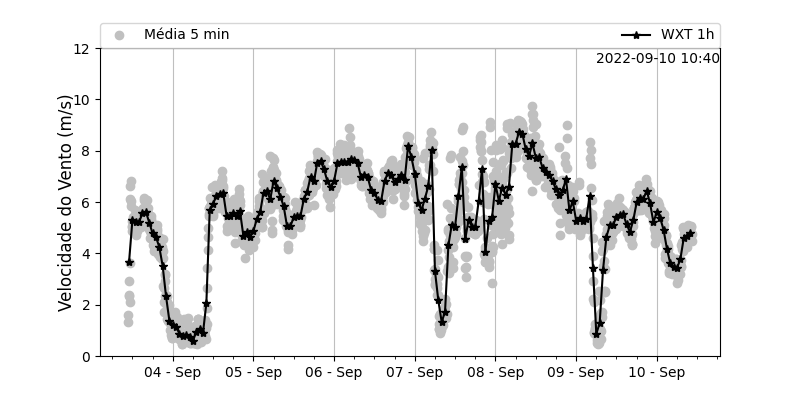 Média 5 min WXT 1h
2022-09-10 10:40
Velocidade do Vento (m/s)
12
10
8
6
4
2
0
04 - Sep 05 - Sep 06 - Sep 07 - Sep 08 - Sep 09 - Sep 10 - Sep